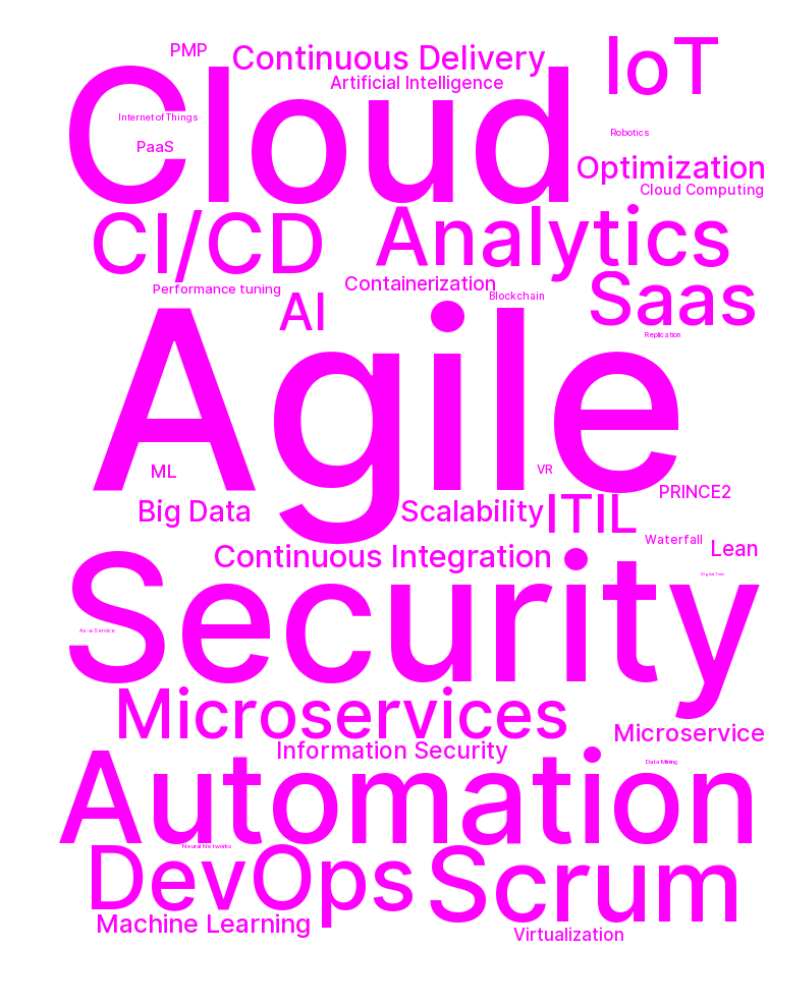 PMP
Continuous Delivery
IoT
Artificial Intelligence
Cloud
Internet of Things
PaaS
Robotics
Optimization
Cloud Computing
CI/CD
Analytics
Performance tuning
Containerization
Saas
AI
Blockchain
Replication
Agile
ML
VR
PRINCE2
Big Data
Scalability
ITIL
Waterfall
Lean
Continuous Integration
Digital Twin
Security
As-a-Service
Microservices
Microservice
Information Security
Data Mining
Automation
Neural Networks
DevOps
Scrum
Machine Learning
Virtualization